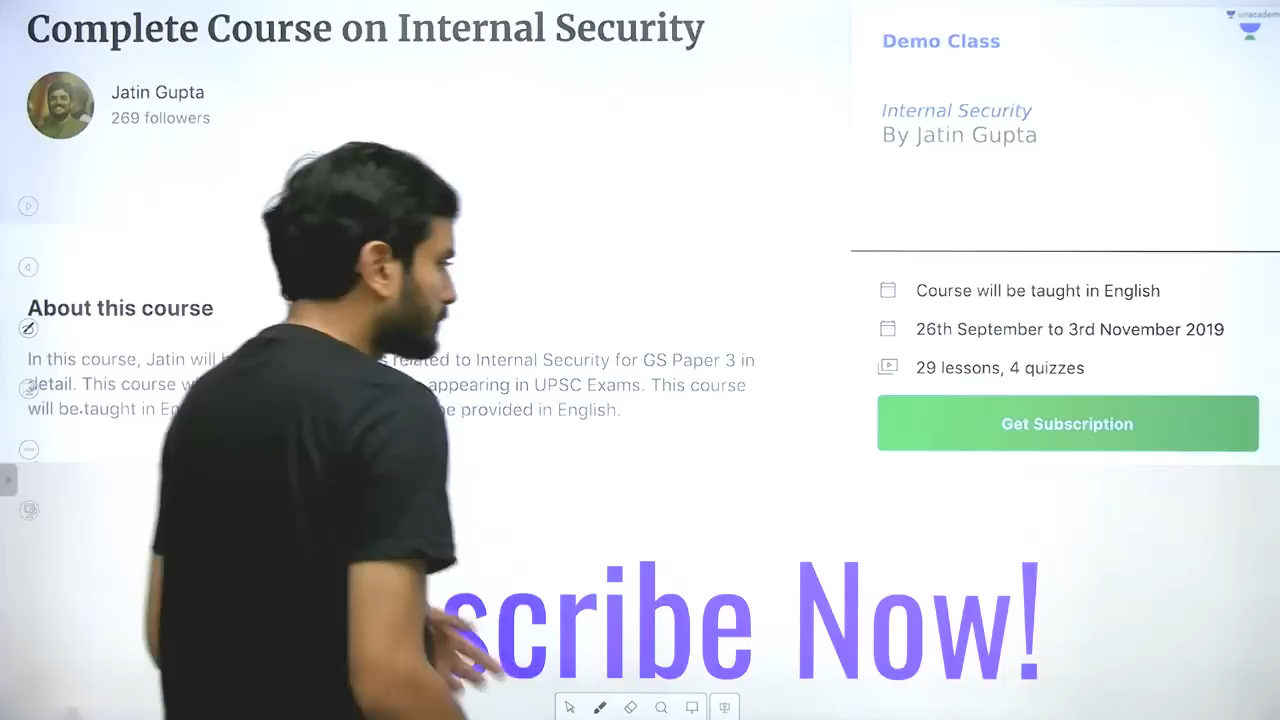 Complete Course on Internal Security
Jatin Gupta
269 followers
About this course
In this course, Jatin will related to Internal Security for GS Paper 3 in
detail. This course appearing in UPSC Exams. This course
will be taught in be provided in English.
unacademy
Demo Class
Internal Security
By Jatin Gupta
Course will be taught in English
26th September to 3rd November 2019
29 lessons, 4 quizzes
Get Subscription
scribe Now!